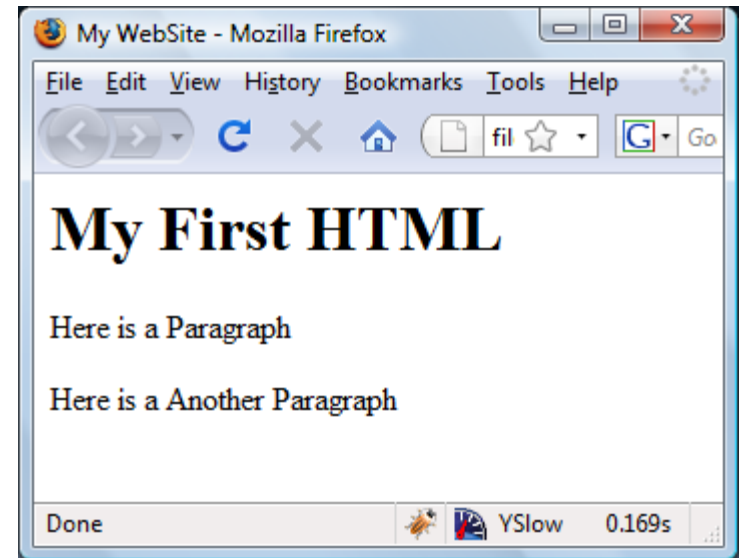 My WebSite - Mozilla Firefox
File Edit View History Bookmarks Tools Help
fil G Go
My First HTML
Here is a Paragraph
Here is a Another Paragraph
Done YSlow 0.169s